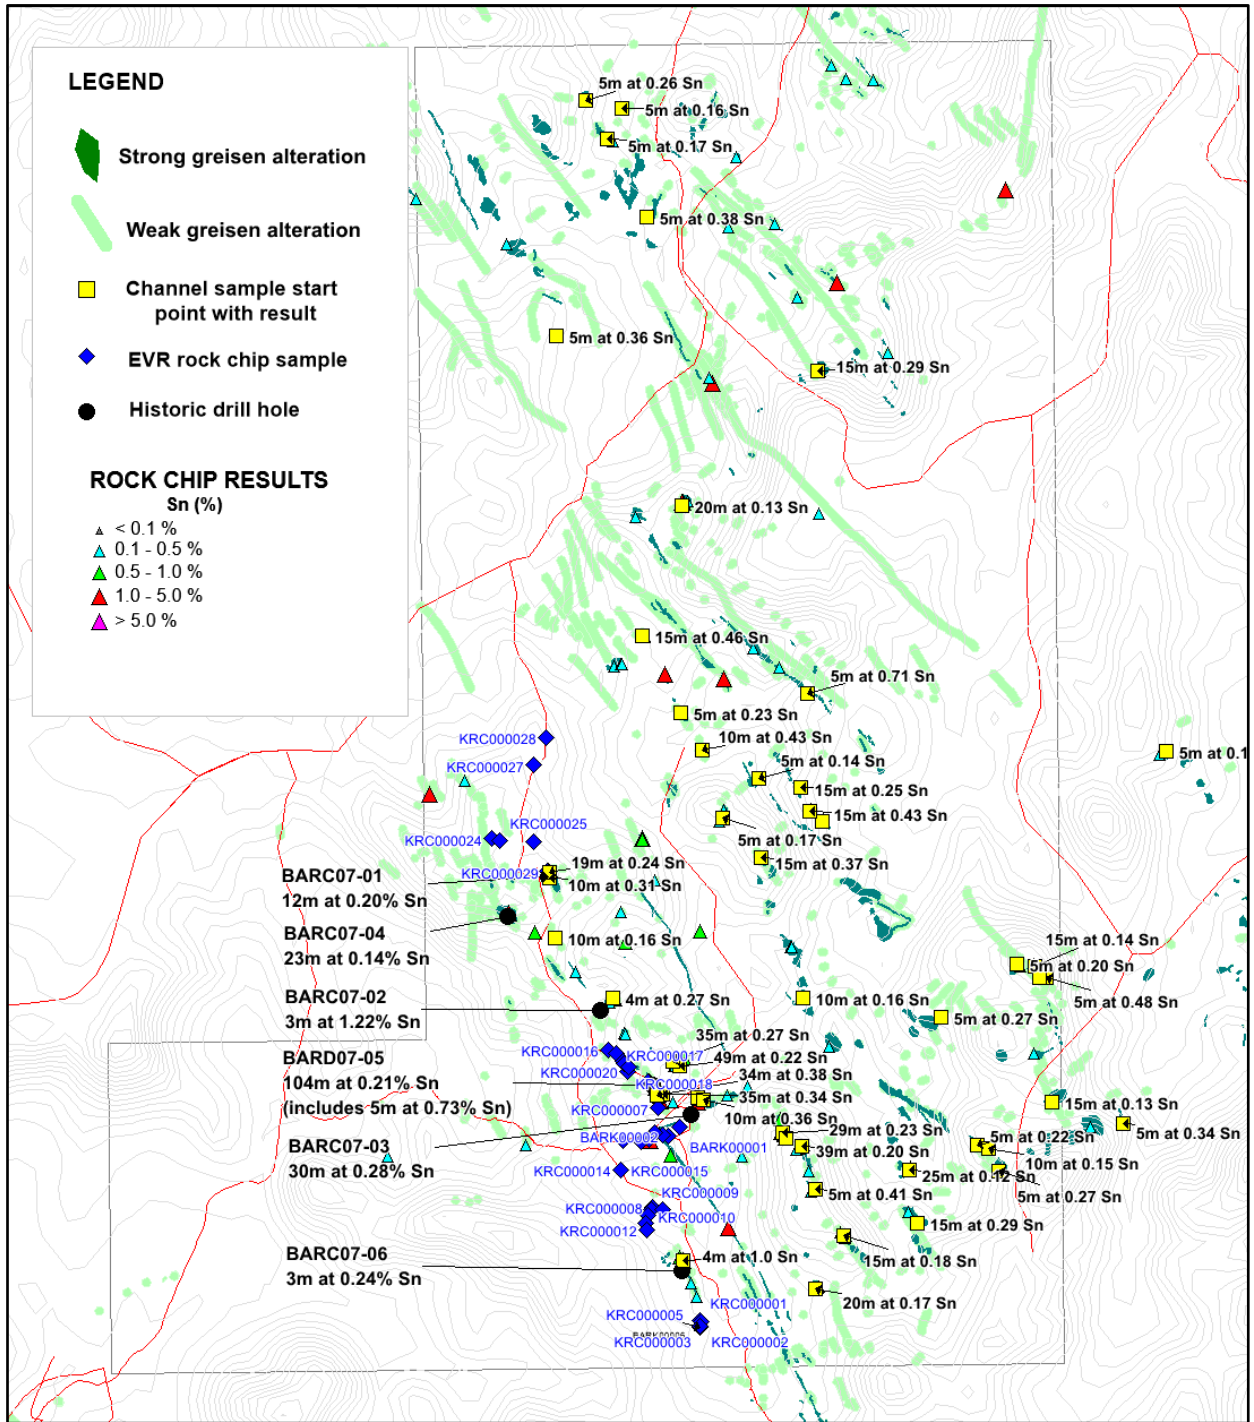 LEGEND
Strong greisen alteration
Weak greisen alteration
Channel sample start
point with result
EVR rock chip sample
Historic drill hole
ROCK CHIP RESULTS
Sn (%)
< 0.1 %
0.1 - 0.5 %
0.5 - 1.0 %
1.0 - 5.0 %
> 5.0 %
5m at 0.26 Sn
5m at 0.16 Sn
5m at 0.17 Sn
5m at 0.38 Sn
5m at 0.36 Sn
15m at 0.29 Sn
20m at 0.13 Sn
15m at 0.46 Sn
5m at 0.71 Sn
5m at 0.23 Sn
10m at 0.43 Sn
KRC000028
5m at 0.1
KRC000027
5m at 0.14 Sn
15m at 0.25 Sn
15m at 0.43 Sn
KRC000025
KRC000024
5m at 0.17 Sn
15m at 0.37 Sn
19m at 0.24 Sn
KRC000029
10m at 0.31 Sn
BARC07-01
12m at 0.20% Sn
BARC07-04
23m at 0.14% Sn
10m at 0.16 Sn
15m at 0.14 Sn
5m at 0.20 Sn
5m at 0.48 Sn
BARC07-02
3m at 1.22% Sn
4m at 0.27 Sn
10m at 0.16 Sn
5m at 0.27 Sn
35m at 0.27 Sn
KRC000016
KRC000017
49m at 0.22 Sn
BARD07-05
104m at 0.21% Sn
(includes 5m at 0.73% Sn)
KRC000020
34m at 0.38 Sn
KRC000018
35m at 0.34 Sn
KRC000007
10m at 0.36 Sn
15m at 0.13 Sn
29m at 0.23 Sn
5m at 0.34 Sn
BARC07-03
30m at 0.28% Sn
BARK00002
BARK00001
39m at 0.20 Sn
5m at 0.22 Sn
10m at 0.15 Sn
KRC000014
KRC000015
25m at 0.12 Sn
5m at 0.27 Sn
5m at 0.41 Sn
KRC000009
KRC000008
KRC000010
KRC000012
15m at 0.29 Sn
BARC07-06
3m at 0.24% Sn
4m at 1.0 Sn
15m at 0.18 Sn
20m at 0.17 Sn
KRC000001
KRC000005
KRC000003
KRC000002